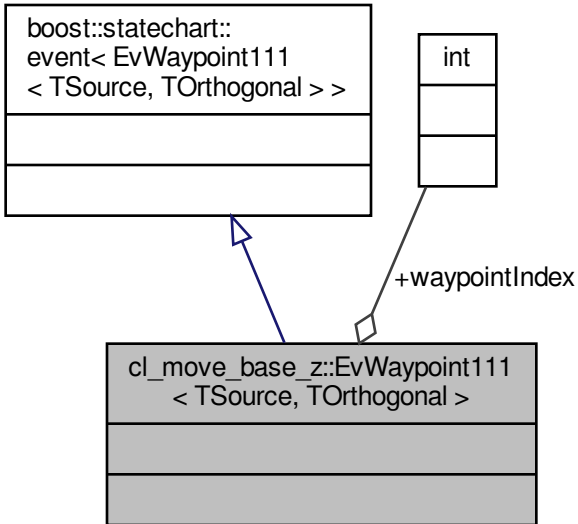 boost::statechart::
event< EvWaypoint111
< TSource, TOrthogonal > >
int
+waypointIndex
cl_move_base_z::EvWaypoint111
< TSource, TOrthogonal >